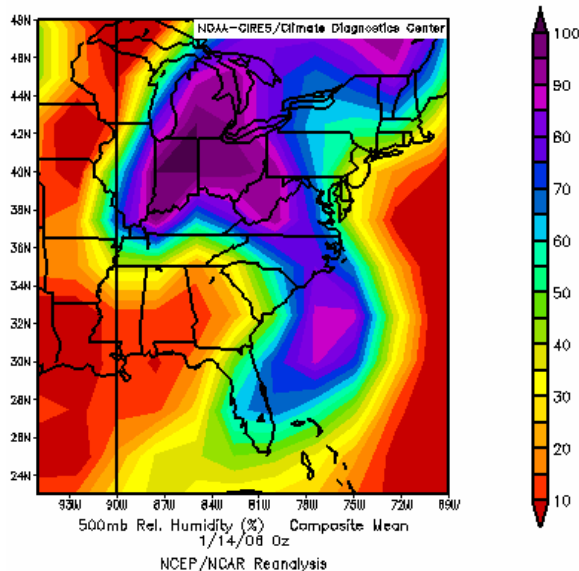 48N
NOAA-CIRES/Climate Diagnostics Center
46N
44N
42N
40N
38N
36N
34N
32N
30N
28N
26N
24N
93W 90W 87W 84W 81W 78W 75W 72W 69W
100
90
80
70
60
50
40
30
20
10
500mb Rel. Humidity (%) Composite Mean
1/14/06 0z
NCEP/NCAR Reanalysis